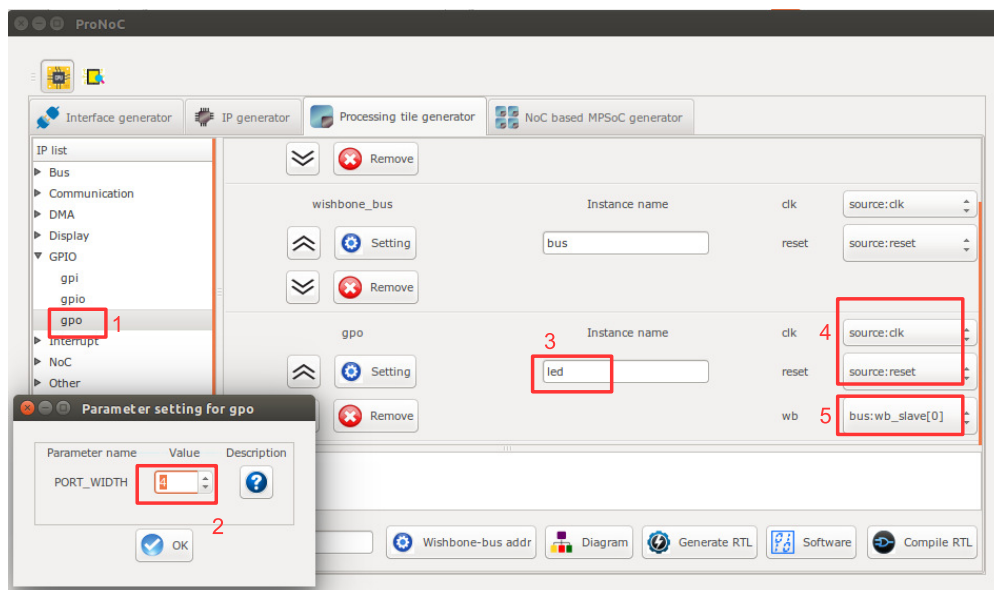 ProNoC
Interface generator
IP generator
Processing tile generator
NoC based MPSoC generator
IP list
Bus
Communication
DMA
Display
GPIO
gpi
gpio
gpo
1
Interrupt
NoC
Other
Remove
wishbone_bus
Instance name
clk
source:clk
Setting
bus
reset
source:reset
Remove
gpo
3
Instance name
clk
4
source:clk
Setting
led
reset
source:reset
Remove
wb
5
bus:wb_slave[0]
Parameter setting for gpo
Parameter name
Value
Description
PORT_WIDTH
4
2
OK
Wishbone-bus addr
Diagram
Generate RTL
Software
Compile RTL